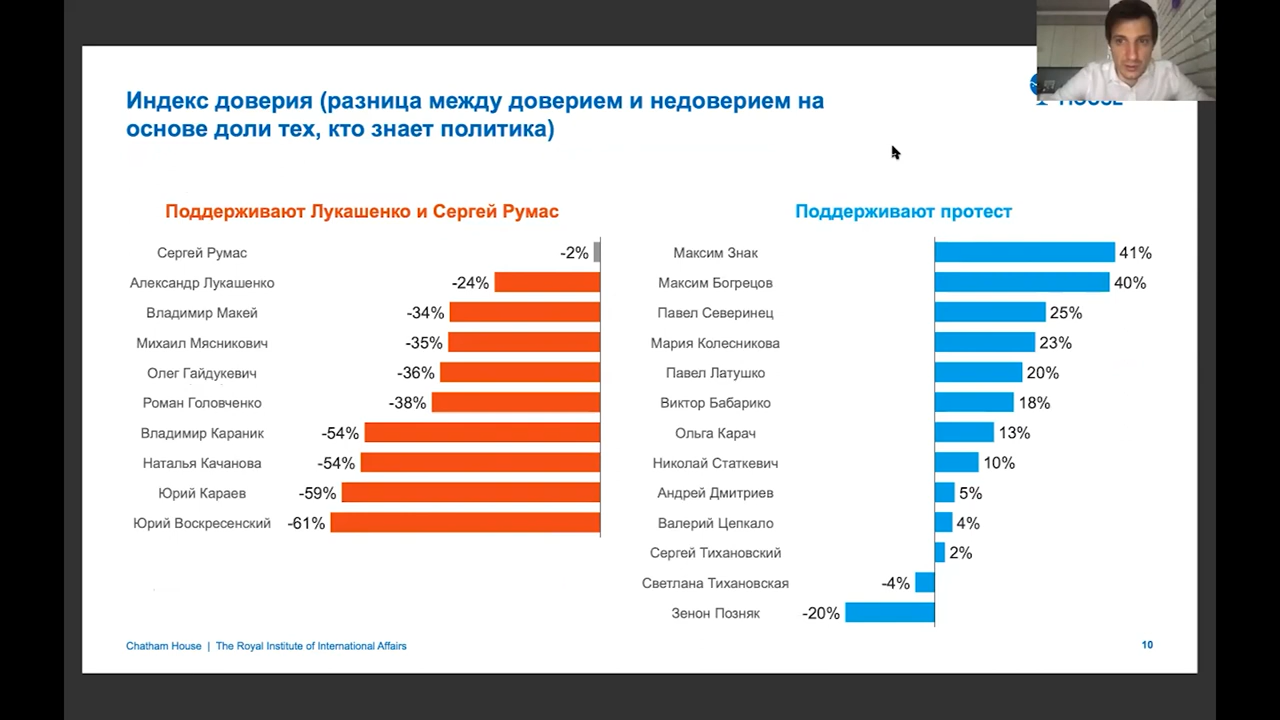 Индекс доверия (разница между доверием и недоверием на
основе доли тех, кто знает политика)
HOUSE
Поддерживают Лукашенко и Сергей Румас
Сергей Румас -2%
Александр Лукашенко -24%
Владимир Макей -34%
Михаил Мясникович -35%
Олег Гайдукевич -36%
Роман Головченко -38%
Владимир Караник -54%
Наталья Качанова -54%
Юрий Караев -59%
Юрий Воскресенский -61%
Поддерживают протест
Максим Знак 41%
Максим Богрецов 40%
Павел Северинец 25%
Мария Колесникова 23%
Павел Латушко 20%
Виктор Бабарико 18%
Ольга Карач 13%
Николай Статкевич 10%
Андрей Дмитриев 5%
Валерий Цепкало 4%
Сергей Тихановский 2%
Светлана Тихановская -4%
Зенон Позняк -20%
Chatham House | The Royal Institute of International Affairs
10